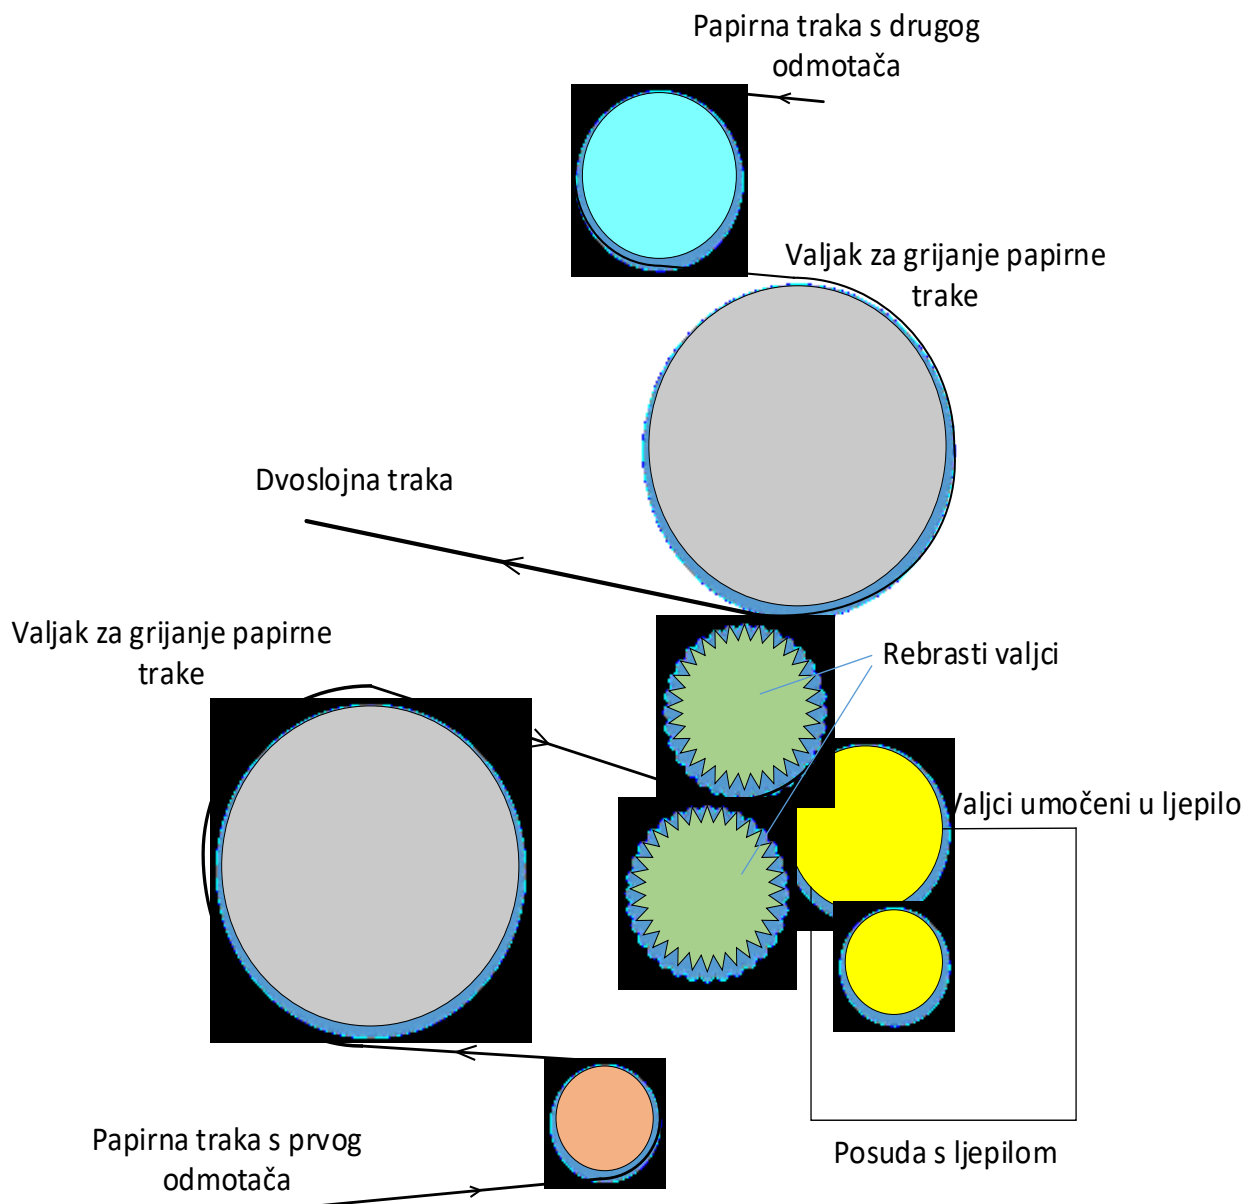 Papirna traka s drugog
odmotača
Valjak za grijanje papirne
trake
Dvoslojna traka
Valjak za grijanje papirne
trake
Rebrasti valjci
Valjci umočeni u ljepilo
Papirna traka s prvog
odmotača
Posuda s ljepilom